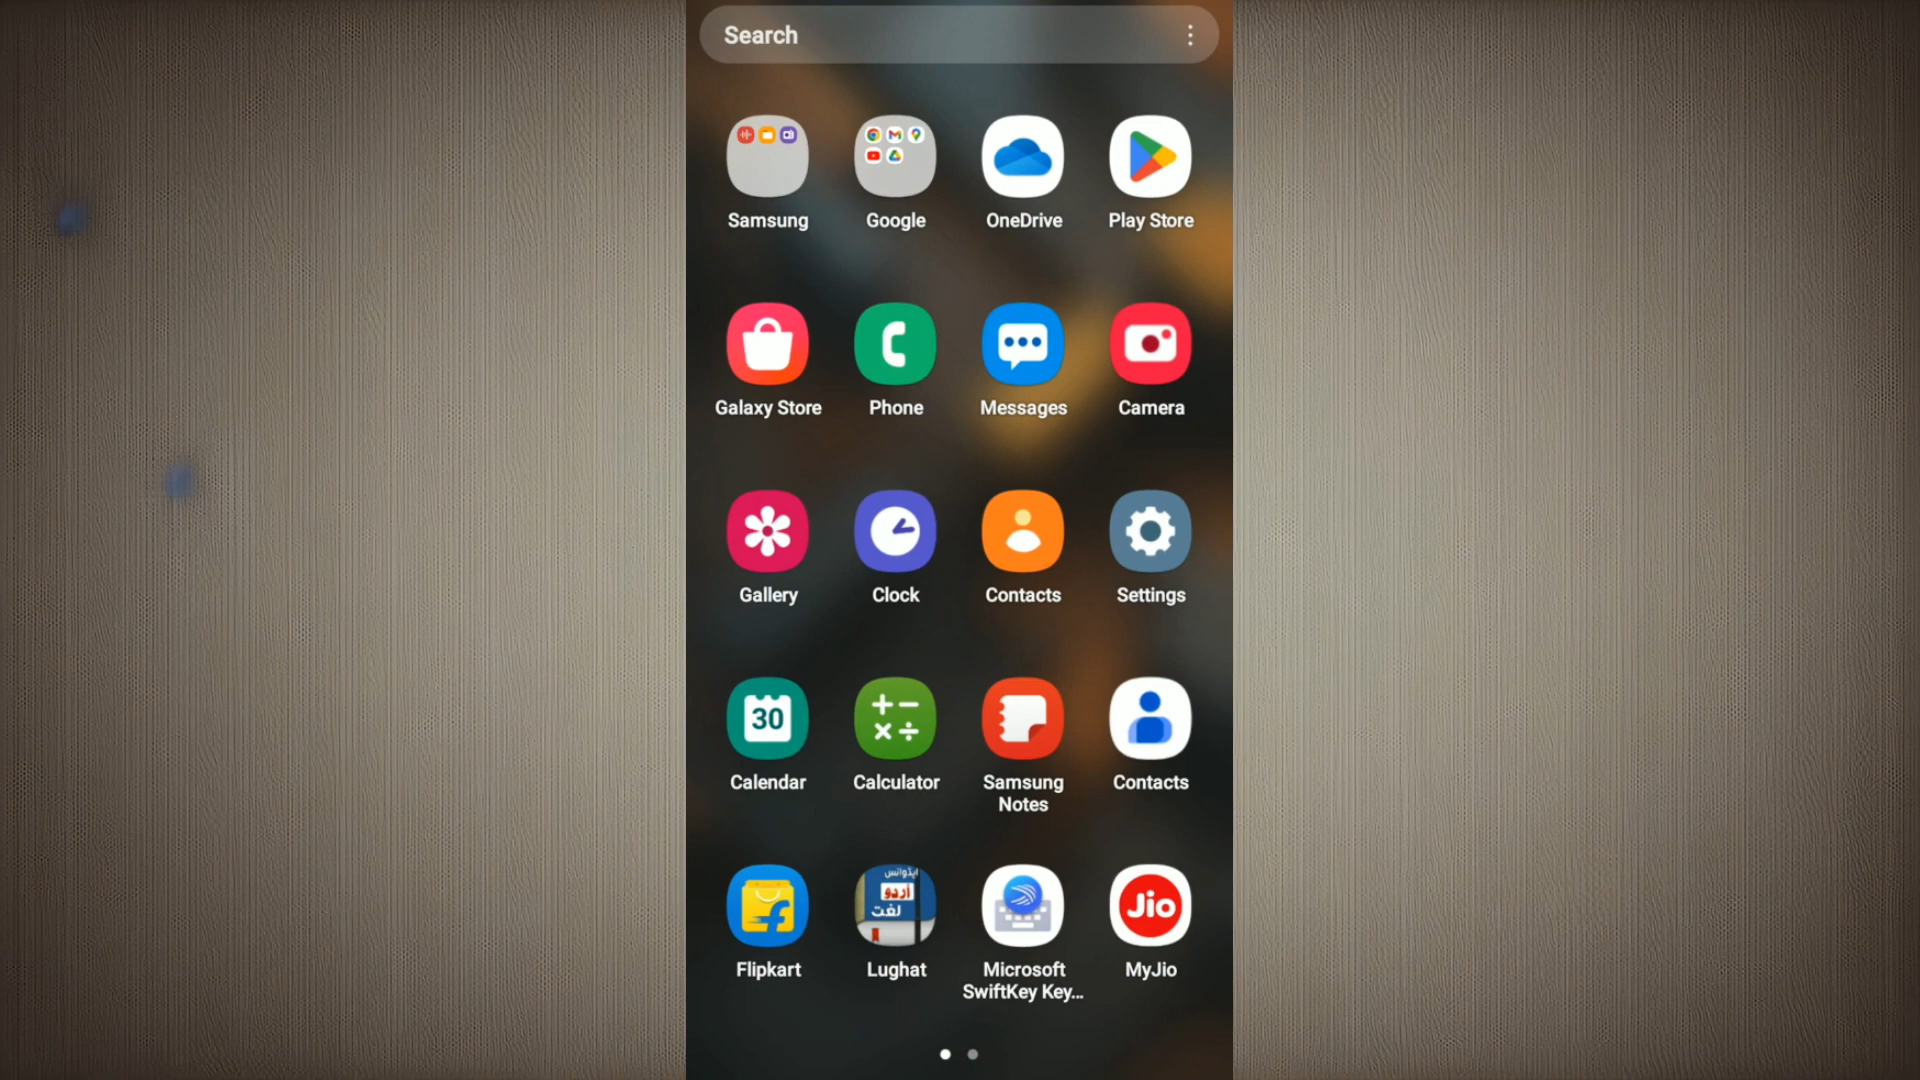 Search
Samsung
Google
OneDrive
Play Store
Galaxy Store
Phone
Messages
Camera
Gallery
Clock
Contacts
Settings
30
Calendar
Calculator
Samsung
Notes
Contacts
ایڈوانس
اردو
لغت
Jio
Flipkart
Lughat
Microsoft
SwiftKey Key...
MyJio